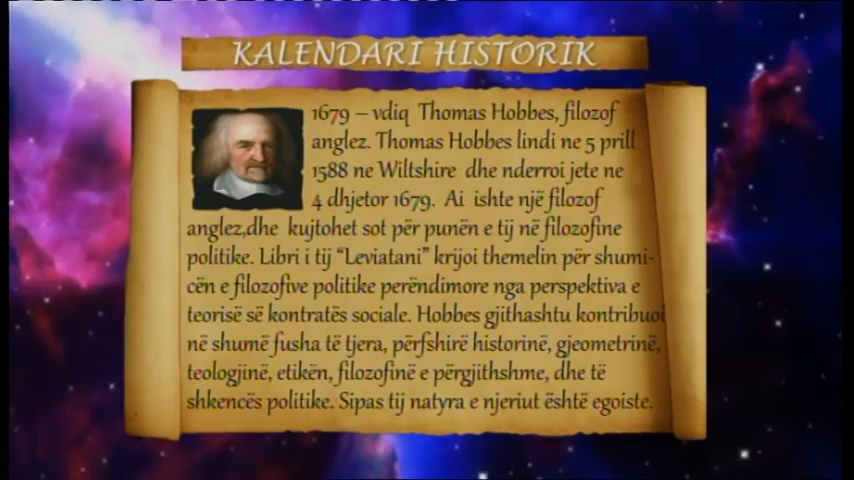 KALENDARI HISTORIK
1679 – vdiq Thomas Hobbes, filozof
anglez. Thomas Hobbes lindi ne 5 prill
1588 ne Wiltshire dhe nderroi jete ne
4 dhjetor 1679. Ai ishte një filozof
anglez,dhe kujtohet sot për punën e tij në filozofine
politike. Libri i tij “Leviatani” krijoi themelin për shumi-
cën e filozofive politike perëndimore nga perspektiva e
teorisë së kontratës sociale. Hobbes gjithashtu kontribuoi
në shumë fusha të tjera, përfshirë historinë, gjeometrinë,
teologjinë, etikën, filozofinë e përgjithshme, dhe të
shkencës politike. Sipas tij natyra e njeriut është egoiste.